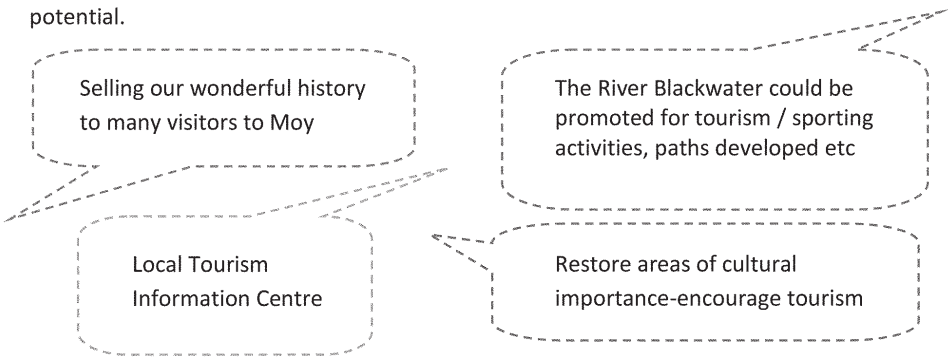 potential.
Selling our wonderful history
to many visitors to Moy
The River Blackwater could be
promoted for tourism / sporting
activities, paths developed etc
Local Tourism
Information Centre
Restore areas of cultural
importance-encourage tourism